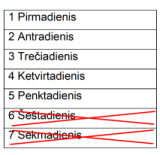 1 Pirmadienis
2 Antradienis
3 Trečiadienis
4 Ketvirtadienis
5 Penktadienis
6 Šeštadienis
7 Sekmadienis